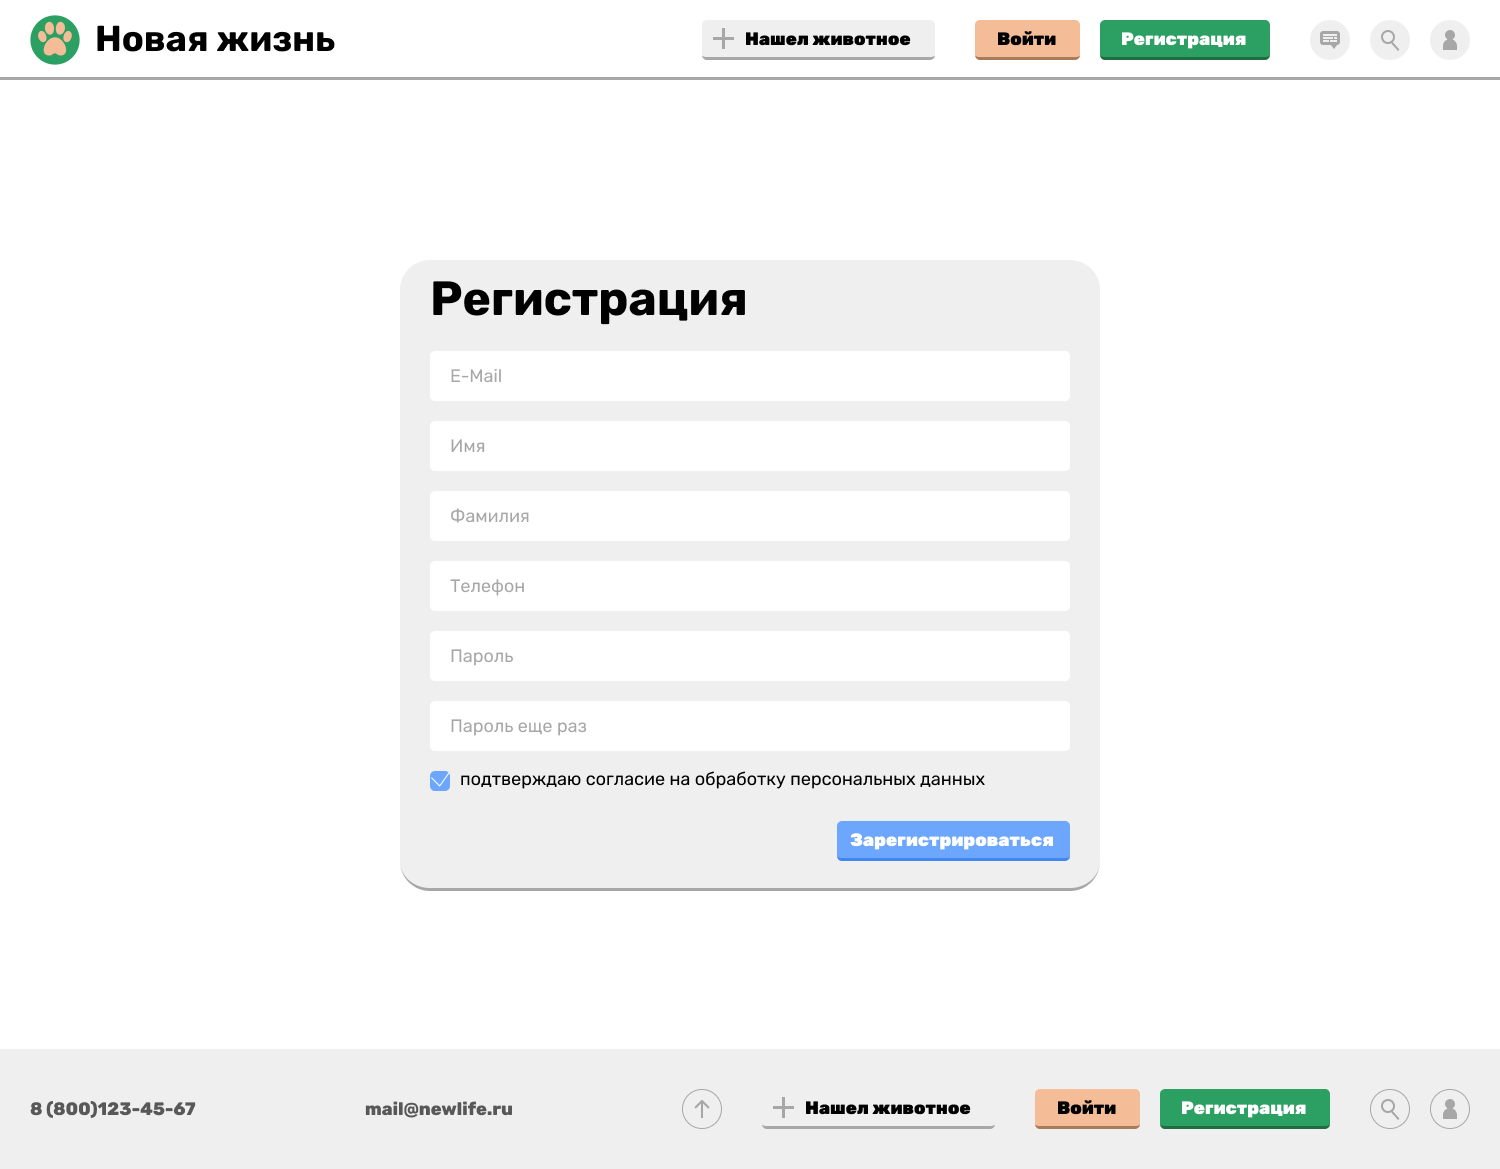 Новая жизнь
Нашел животное
Войти
Регистрация
Регистрация
E-Mail
Имя
Фамилия
Телефон
Пароль
Пароль еще раз
подтверждаю согласие на обработку персональных данных
Зарегистрироваться
8 (800)123-45-67
mail@newlife.ru
Нашел животное
Войти
Регистрация